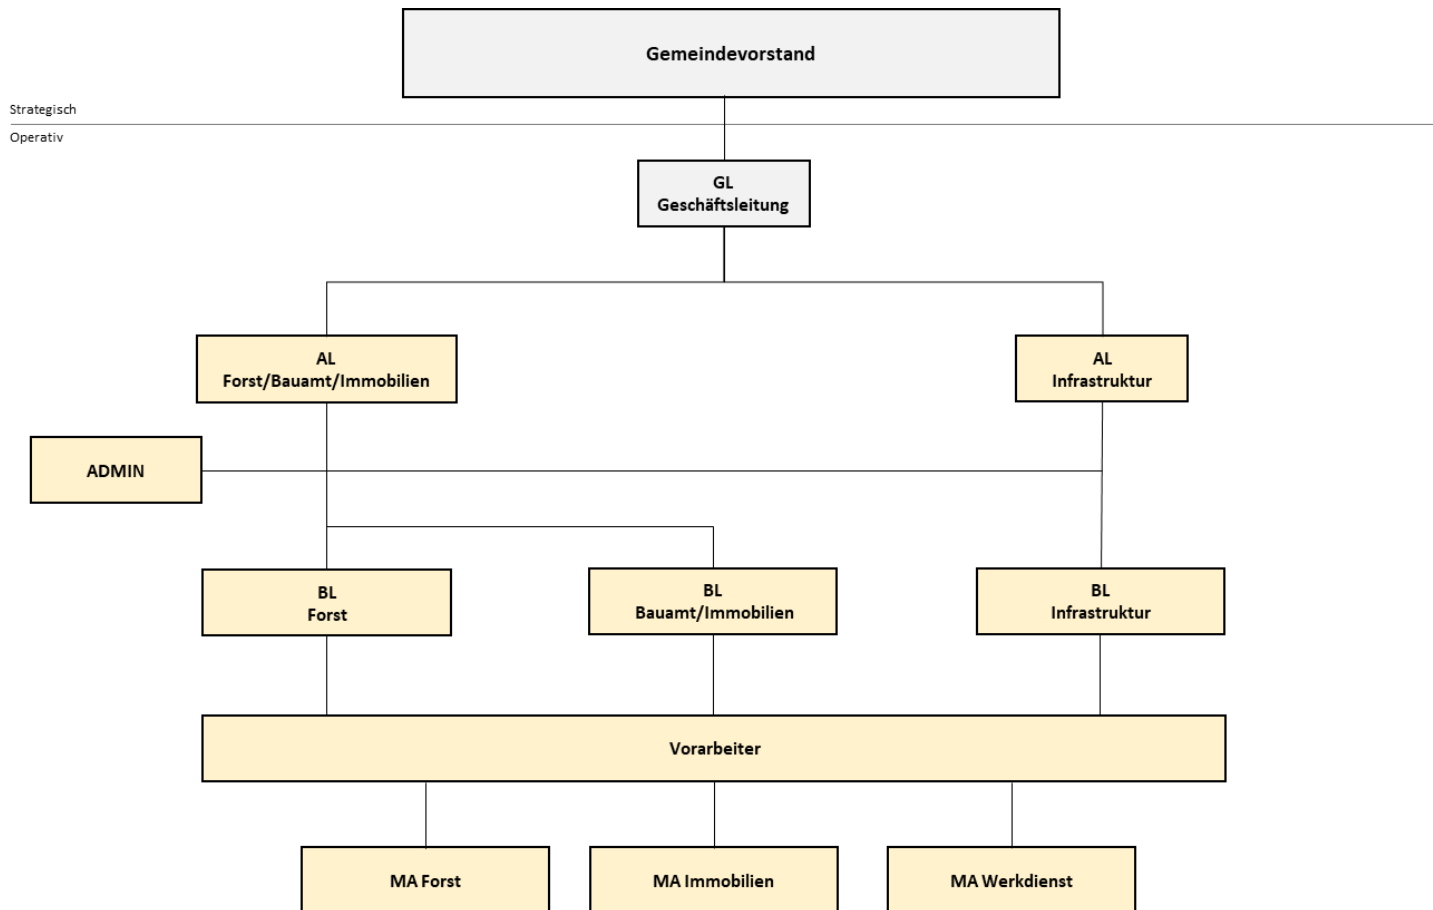 Gemeindevorstand
Strategisch
Operativ
GL
Geschäftsleitung
AL
Forst/Bauamt/Immobilien
AL
Infrastruktur
ADMIN
BL
Forst
BL
Bauamt/Immobilien
BL
Infrastruktur
Vorarbeiter
MA Forst
MA Immobilien
MA Werkdienst